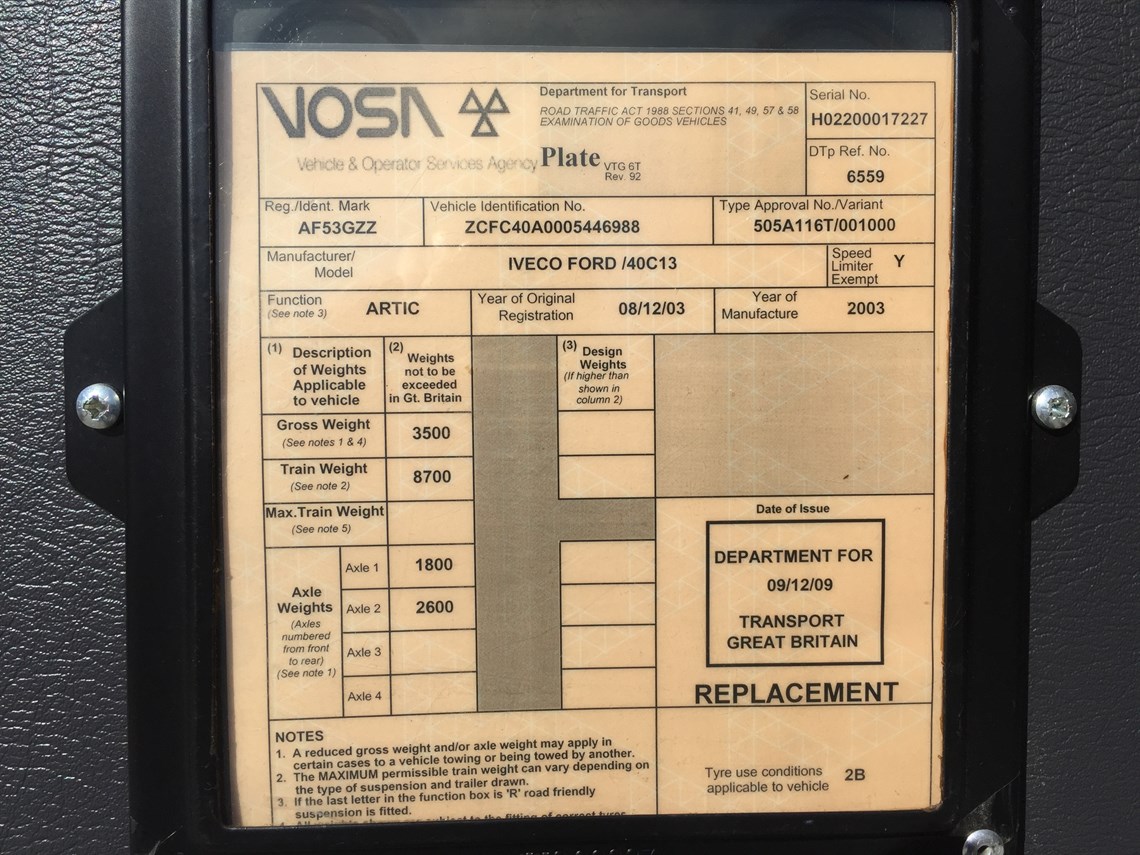 VOSA
Vehicle & Operator Services Agency
Department for Transport
ROAD TRAFFIC ACT 1988 SECTIONS 41, 49, 57 & 58
EXAMINATION OF GOODS VEHICLES
Plate VTG 6T
Rev. 92
Serial No.
H02200017227
DTp Ref. No.
6559
Reg./Ident. Mark
AF53GZZ
Vehicle Identification No.
ZCFC40A0005446988
Type Approval No./Variant
505A116T/001000
Manufacturer/
Model
IVECO FORD /40C13
Speed
Limiter
Exempt
Y
Function
(See note 3)
ARTIC
Year of Original
Registration
08/12/03
Year of
Manufacture
2003
(1) Description
of Weights
Applicable
to vehicle
(2)
Weights
not to be
exceeded
in Gt. Britain
(3) Design
Weights
(If higher than
shown in
column 2)
Gross Weight
(See notes 1 & 4)
3500
Train Weight
(See note 2)
8700
Max.Train Weight
(See note 5)
Axle
Weights
(Axles
numbered
from front
to rear)
(See note 1)
Axle 1
1800
Axle 2
2600
Axle 3
Axle 4
Date of Issue
DEPARTMENT FOR
09/12/09
TRANSPORT
GREAT BRITAIN
REPLACEMENT
NOTES
1. A reduced gross weight and/or axle weight may apply in
certain cases to a vehicle towing or being towed by another.
2. The MAXIMUM permissible train weight can vary depending on
the type of suspension and trailer drawn.
3. If the last letter in the function box is 'R' road friendly
suspension is fitted.
Tyre use conditions
applicable to vehicle
2B